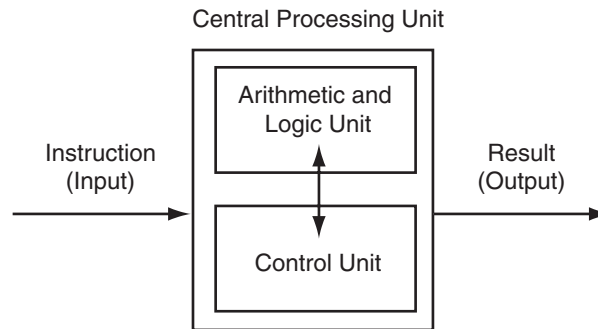 Central Processing Unit
Arithmetic and
Logic Unit
Instruction
(Input)
Result
(Output)
Control Unit